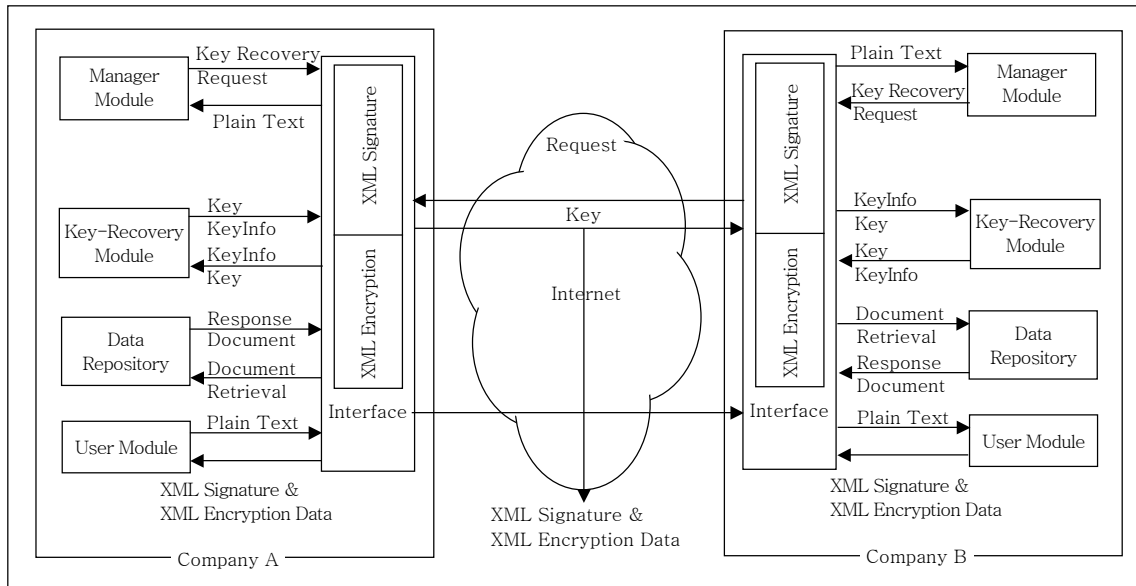 Manager
Module
Key Recovery
Request
Plain Text
Key-Recovery
Module
Key
KeyInfo
KeyInfo
Key
Data
Repository
Response
Document
Document
Retrieval
User Module
Plain Text
XML Signature &
XML Encryption Data
XML Signature
XML Encryption
Interface
Company A
Request
Key
Internet
XML Signature &
XML Encryption Data
XML Signature
XML Encryption
Interface
Plain Text
Key Recovery
Request
Manager
Module
KeyInfo
Key
Key
KeyInfo
Key-Recovery
Module
Document
Retrieval
Response
Document
Data
Repository
Plain Text
User Module
XML Signature &
XML Encryption Data
Company B